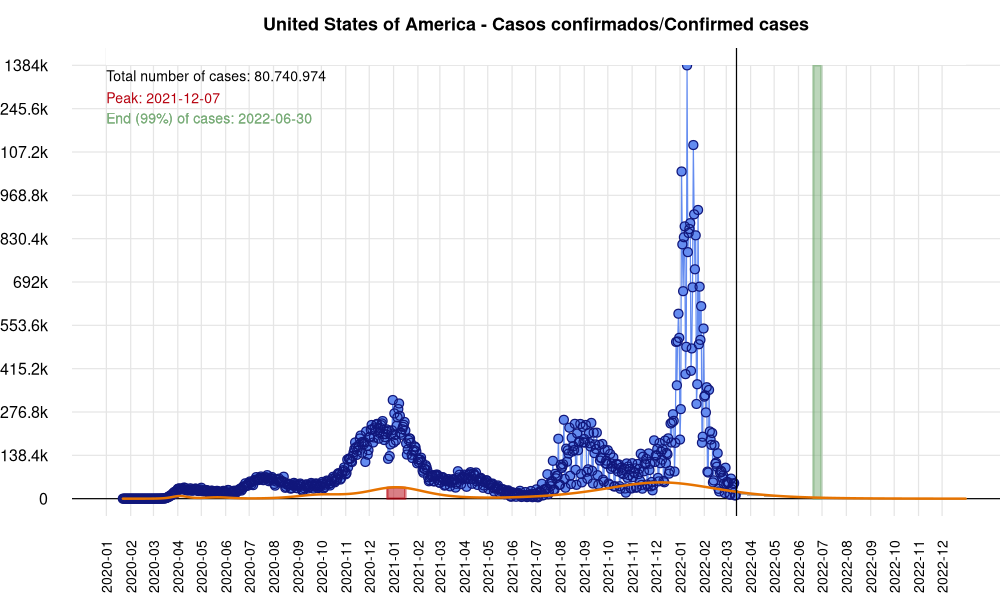 United States of America - Casos confirmados/Confirmed cases
1384k
245.6k
107.2k
968.8k
830.4k
692k
553.6k
415.2k
276.8k
138.4k
0
Total number of cases: 80.740.974
Peak: 2021-12-07
End (99%) of cases: 2022-06-30
2020-01
2020-02
2020-03
2020-04
2020-05
2020-06
2020-07
2020-08
2020-09
2020-10
2020-11
2020-12
2021-01
2021-02
2021-03
2021-04
2021-05
2021-06
2021-07
2021-08
2021-09
2021-10
2021-11
2021-12
2022-01
2022-02
2022-03
2022-04
2022-05
2022-06
2022-07
2022-08
2022-09
2022-10
2022-11
2022-12